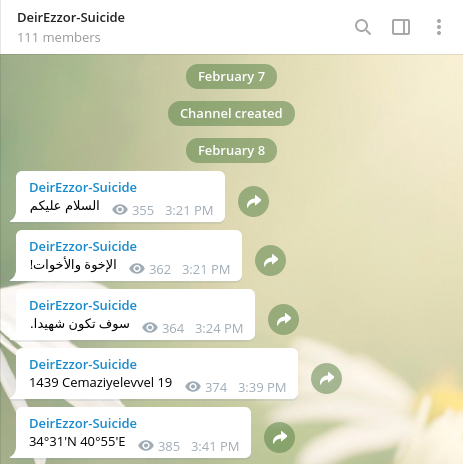 DeirEzzor-Suicide
111 members
February 7
Channel created
February 8
DeirEzzor-Suicide
السلام عليكم
355 3:21 PM
DeirEzzor-Suicide
الإخوة والأخوات!
362 3:21 PM
DeirEzzor-Suicide
سوف تكون شهيدا.
364 3:24 PM
DeirEzzor-Suicide
1439 Cemaziyelevvel 19
374 3:39 PM
DeirEzzor-Suicide
34°31'N 40°55'E
385 3:41 PM